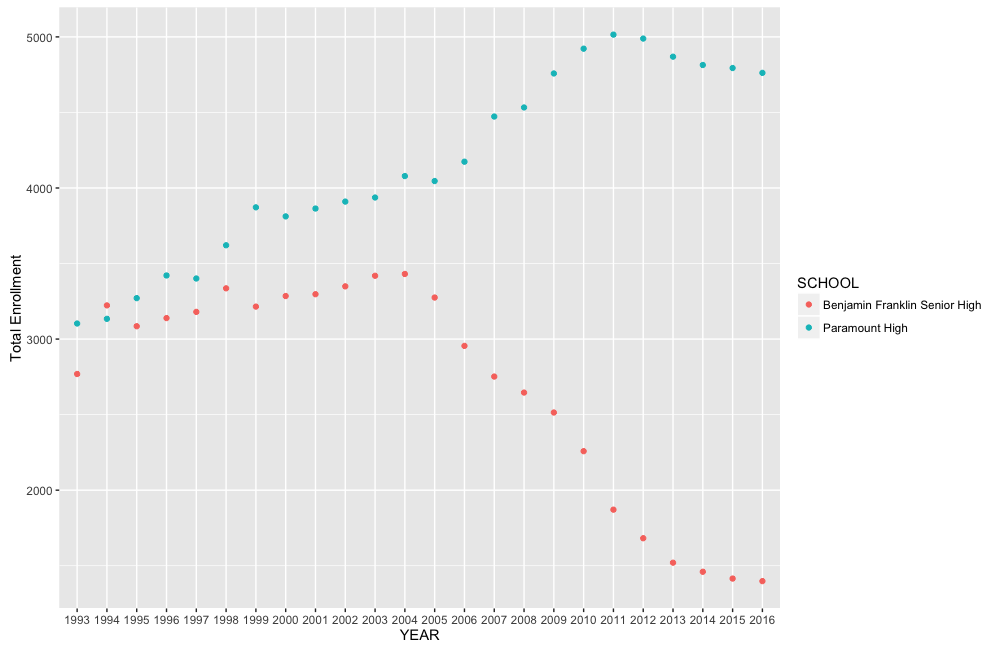 5000
4000
3000
2000
Total Enrollment
1993 1994 1995 1996 1997 1998 1999 2000 2001 2002 2003 2004 2005 2006 2007 2008 2009 2010 2011 2012 2013 2014 2015 2016
YEAR
SCHOOL
Benjamin Franklin Senior High
Paramount High